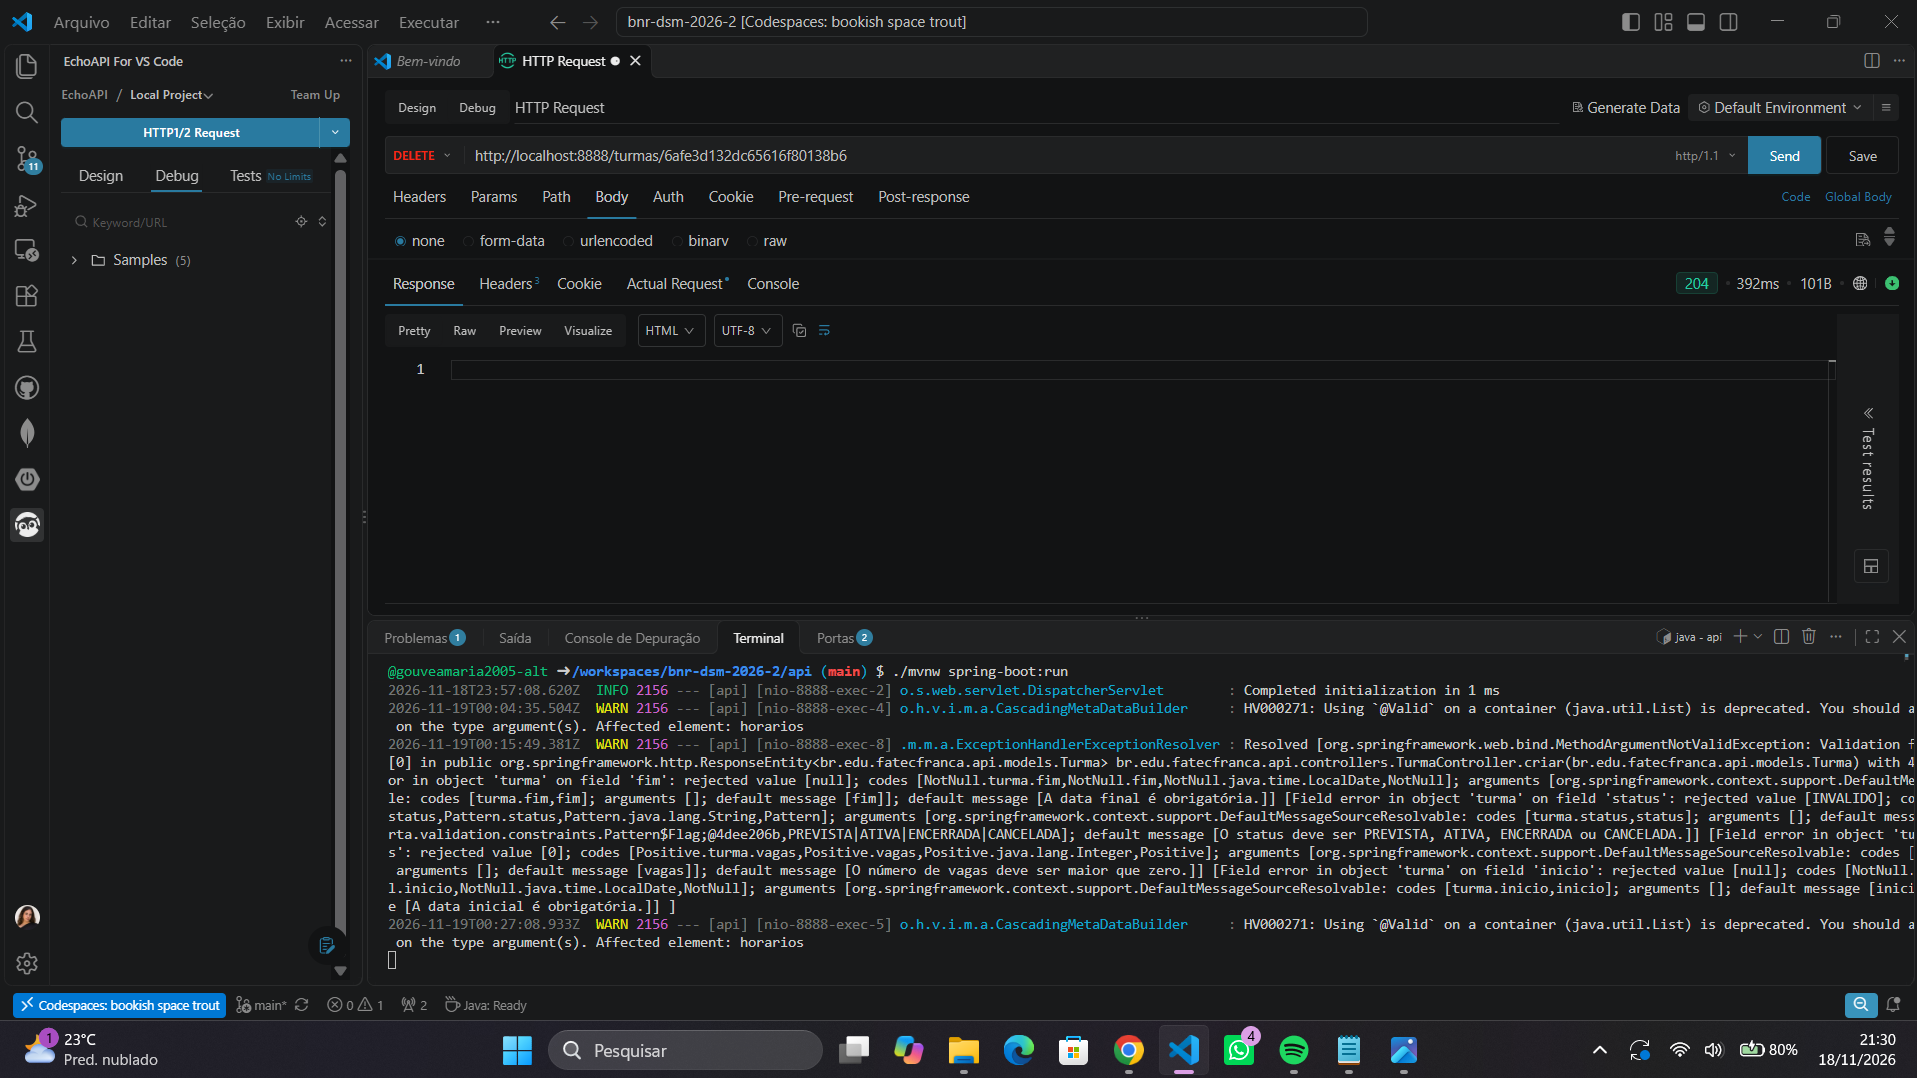 Arquivo Editar Seleção Exibir Acessar Executar ··· bnr-dsm-2026-2 [Codespaces: bookish space trout]
EchoAPI For VS Code ···
Bem-vindo HTTP HTTP Request
EchoAPI / Local Project Team Up
HTTP1/2 Request
Design Debug Tests No Limits
Keyword/URL
Samples (5)
11
Design Debug HTTP Request Generate Data Default Environment
DELETE http://localhost:8888/turmas/6afe3d132dc65616f80138b6 http/1.1 Send Save
Headers Params Path Body Auth Cookie Pre-request Post-response Code Global Body
none form-data urlencoded binary raw
Response Headers 3 Cookie Actual Request Console 204 392ms 101B
Pretty Raw Preview Visualize HTML UTF-8
1
Test results
Problemas 1 Saída Console de Depuração Terminal Portas 2 java - api
@gouveamaria2005-alt ➜ /workspaces/bnr-dsm-2026-2/api (main) $ ./mvnw spring-boot:run
2026-11-18T23:57:08.620Z INFO 2156 --- [api] [nio-8888-exec-2] o.s.web.servlet.DispatcherServlet : Completed initialization in 1 ms
2026-11-19T00:04:35.504Z WARN 2156 --- [api] [nio-8888-exec-4] o.h.v.i.m.a.CascadingMetaDataBuilder : HV000271: Using `@Valid` on a container (java.util.List) is deprecated. You should a
on the type argument(s). Affected element: horarios
2026-11-19T00:15:49.381Z WARN 2156 --- [api] [nio-8888-exec-8] .m.m.a.ExceptionHandlerExceptionResolver : Resolved [org.springframework.web.bind.MethodArgumentNotValidException: Validation f
[0] in public org.springframework.http.ResponseEntity<br.edu.fatecfranca.api.models.Turma> br.edu.fatecfranca.api.controllers.TurmaController.criar(br.edu.fatecfranca.api.models.Turma) with 4
or in object 'turma' on field 'fim': rejected value [null]; codes [NotNull.turma.fim,NotNull.fim,NotNull.java.time.LocalDate,NotNull]; arguments [org.springframework.context.support.DefaultMe
le: codes [turma.fim,fim]; arguments []; default message [fim]]; default message [A data final é obrigatória.]] [Field error in object 'turma' on field 'status': rejected value [INVALIDO]; co
status,Pattern.status,Pattern.java.lang.String,Pattern]; arguments [org.springframework.context.support.DefaultMessageSourceResolvable: codes [turma.status,status]; arguments []; default mess
rta.validation.constraints.Pattern$Flag;@4dee206b,PREVISTA|ATIVA|ENCERRADA|CANCELADA]; default message [O status deve ser PREVISTA, ATIVA, ENCERRADA ou CANCELADA.]] [Field error in object 'tu
s': rejected value [0]; codes [Positive.turma.vagas,Positive.vagas,Positive.java.lang.Integer,Positive]; arguments [org.springframework.context.support.DefaultMessageSourceResolvable: codes [
arguments []; default message [vagas]]; default message [O número de vagas deve ser maior que zero.]] [Field error in object 'turma' on field 'inicio': rejected value [null]; codes [NotNull.
l.inicio,NotNull.java.time.LocalDate,NotNull]; arguments [org.springframework.context.support.DefaultMessageSourceResolvable: codes [turma.inicio,inicio]; arguments []; default message [inici
e [A data inicial é obrigatória.]] ]
2026-11-19T00:27:08.933Z WARN 2156 --- [api] [nio-8888-exec-5] o.h.v.i.m.a.CascadingMetaDataBuilder : HV000271: Using `@Valid` on a container (java.util.List) is deprecated. You should a
on the type argument(s). Affected element: horarios
Codespaces: bookish space trout main* 0 1 2 Java: Ready
1 23°C
Pred. nublado
Pesquisar
4
80%
21:30
18/11/2026